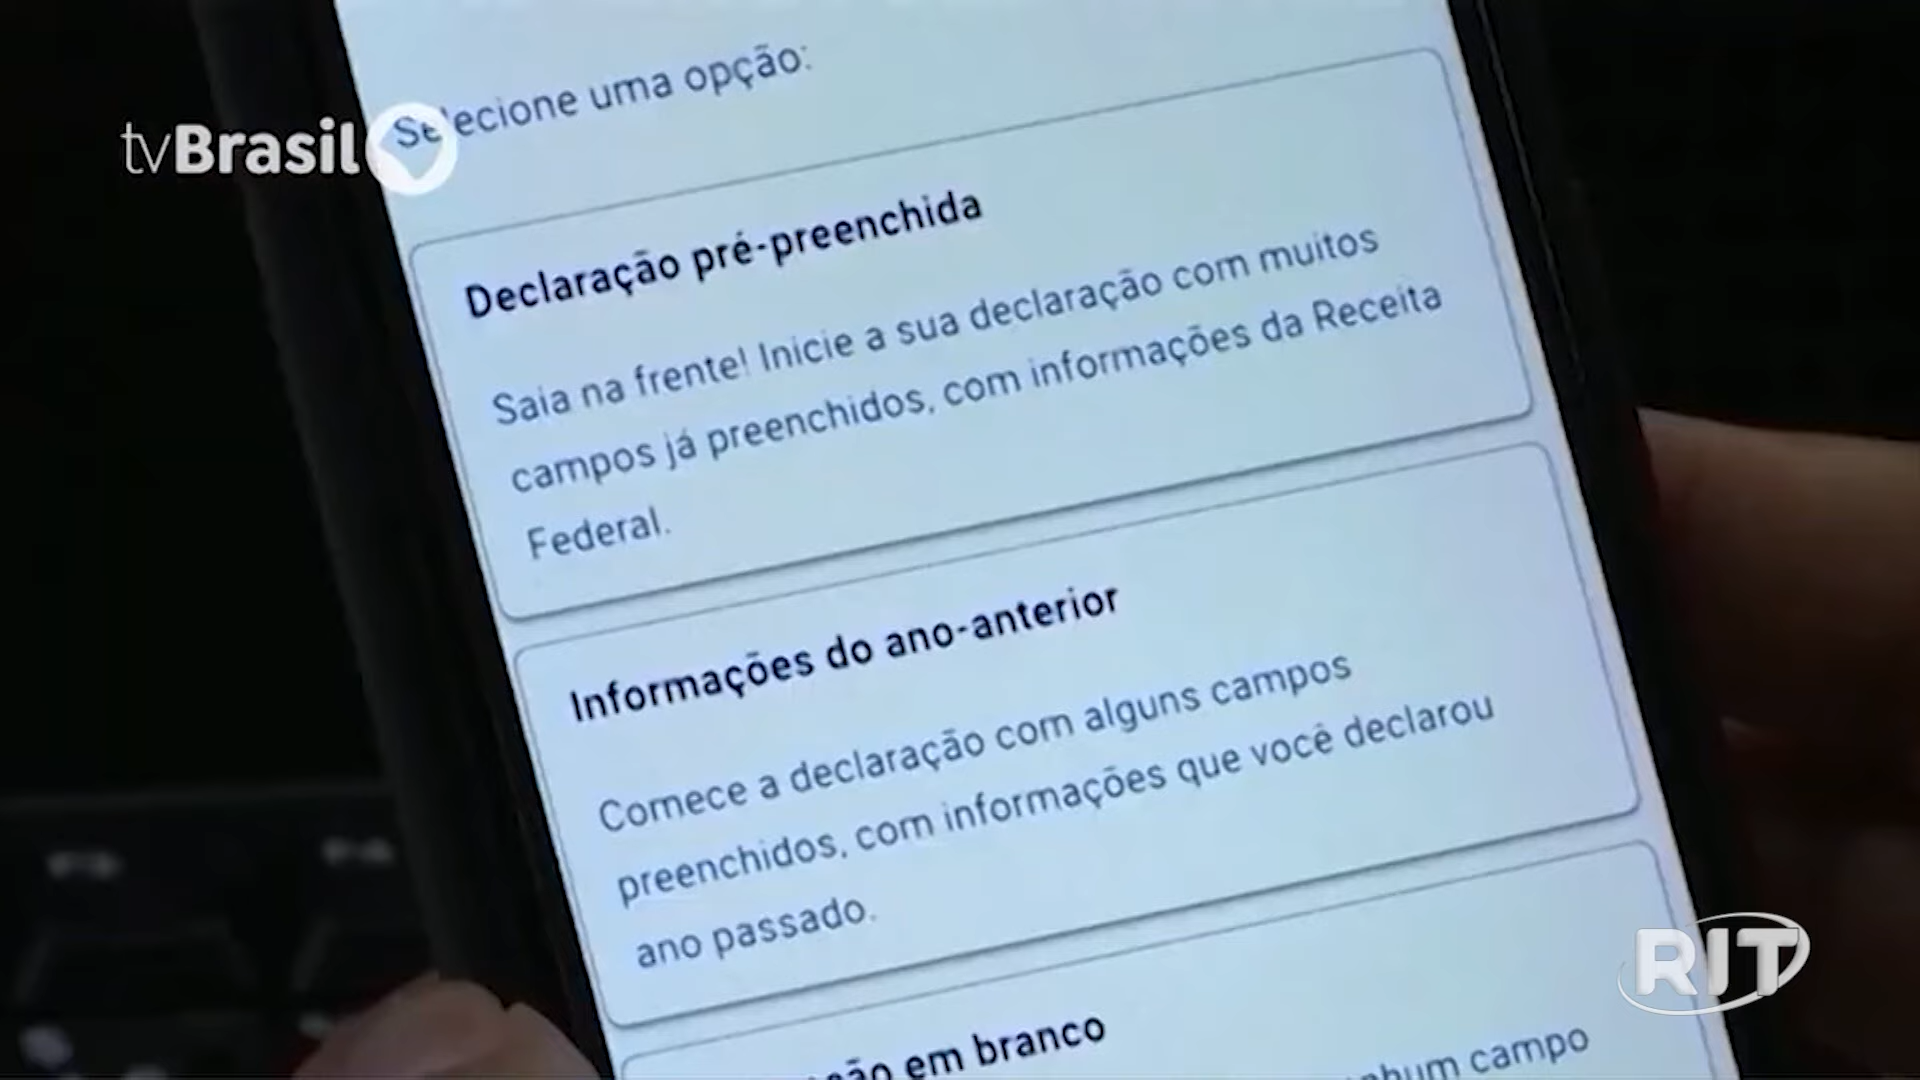 Selecione uma opção:
tvBrasil
Declaração pré-preenchida
Saia na frente! Inicie a sua declaração com muitos
campos já preenchidos, com informações da Receita
Federal.
Informações do ano-anterior
Comece a declaração com alguns campos
preenchidos, com informações que você declarou
ano passado.
em branco
campo
RIT